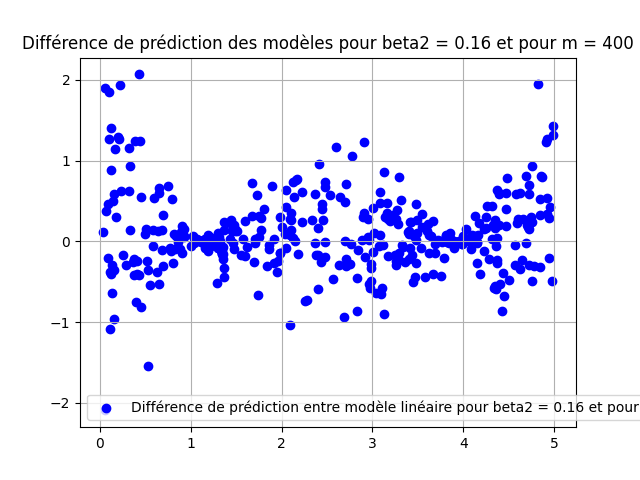 Différence de prédiction des modèles pour beta2 = 0.16 et pour m = 400
2
1
0
−1
−2
Différence de prédiction entre modèle linéaire pour beta2 = 0.16 et pour
0 1 2 3 4 5